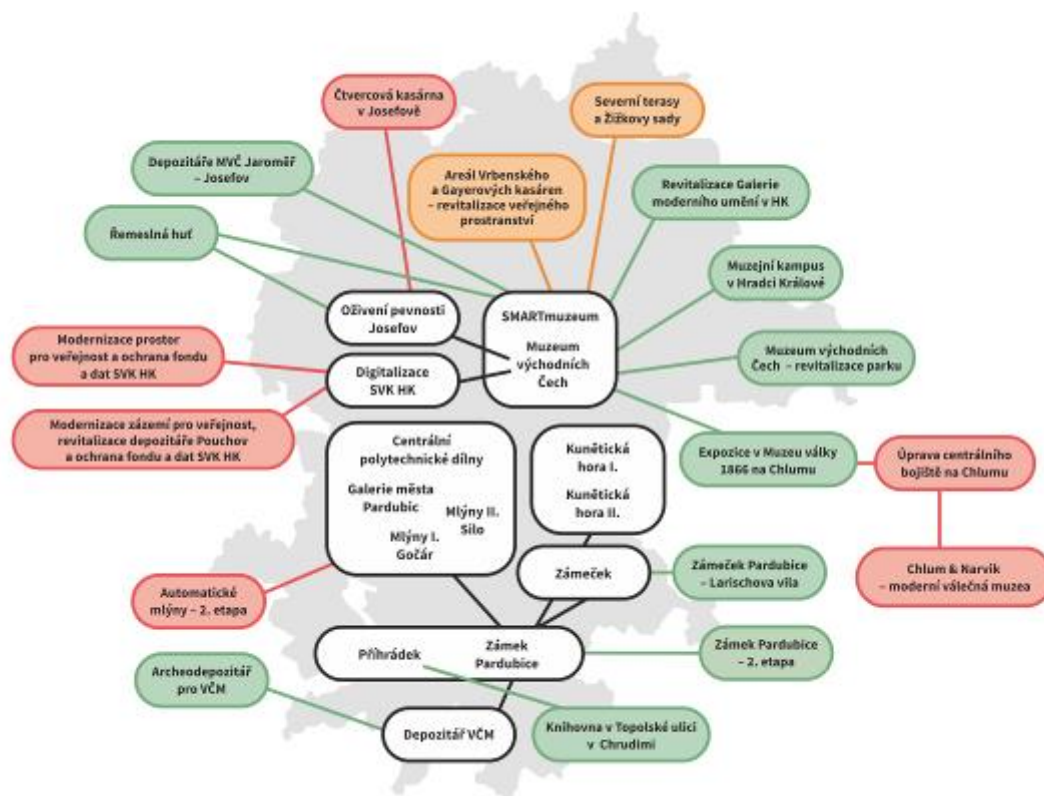 Čtvercová kasárna
v Josefově
Severní terasy
a Žižkovy sady
Depozitáře MVČ Jaroměř
– Josefov
Areál Vrbenského
a Gayerových kasáren
– revitalizace veřejného
prostranství
Revitalizace Galerie
moderního umění v HK
Řemeslná huť
Muzejní kampus
v Hradci Králové
Oživení pevnosti
Josefov
SMARTmuzeum
Muzeum
východních
Čech
Modernizace prostor
pro veřejnost a ochrana fondu
a dat SVK HK
Digitalizace
SVK HK
Muzeum východních
Čech – revitalizace parku
Modernizace zázemí pro veřejnost,
revitalizace depozitáře Pouchov
a ochrana fondu a dat SVK HK
Centrální
polytechnické dílny
Galerie města
Pardubic
Mlýny II.
Silo
Mlýny I.
Gočár
Kunětická
hora I.
Kunětická
hora II.
Expozice v Muzeu války
1866 na Chlumu
Úprava centrálního
bojiště na Chlumu
Zámeček
Zámeček Pardubice
– Larischova vila
Chlum & Narvik
– moderní válečná muzea
Automatické
mlýny – 2. etapa
Příhrádek
Zámek
Pardubice
Zámek Pardubice
– 2. etapa
Archeodepozitář
pro VČM
Depozitář VČM
Knihovna v Topolské ulici
v Chrudimi